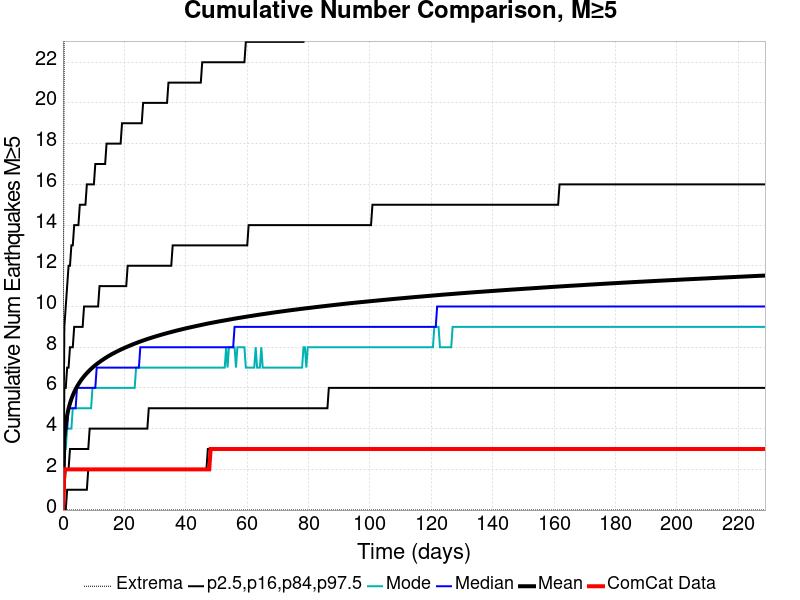 Cumulative Number Comparison, M≥5
Cumulative Num Earthquakes M≥5
22
20
18
16
14
12
10
8
6
4
2
0
0 20 40 60 80 100 120 140 160 180 200 220
Time (days)
Extrema p2.5,p16,p84,p97.5 Mode Median Mean ComCat Data